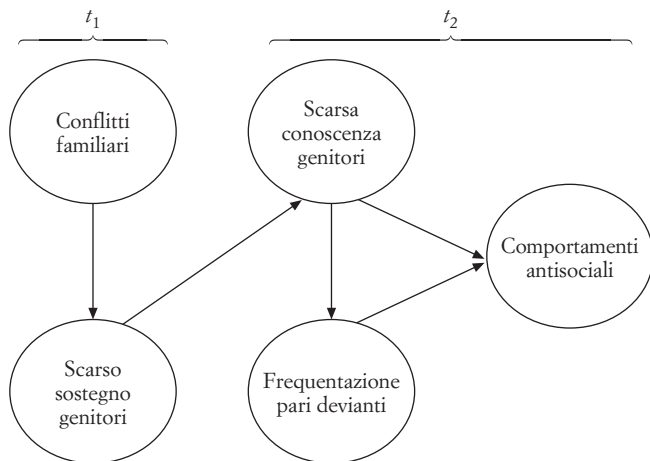 t1
t2
Conflitti
familiari
Scarsa
conoscenza
genitori
Comportamenti
antisociali
Scarso
sostegno
genitori
Frequentazione
pari devianti